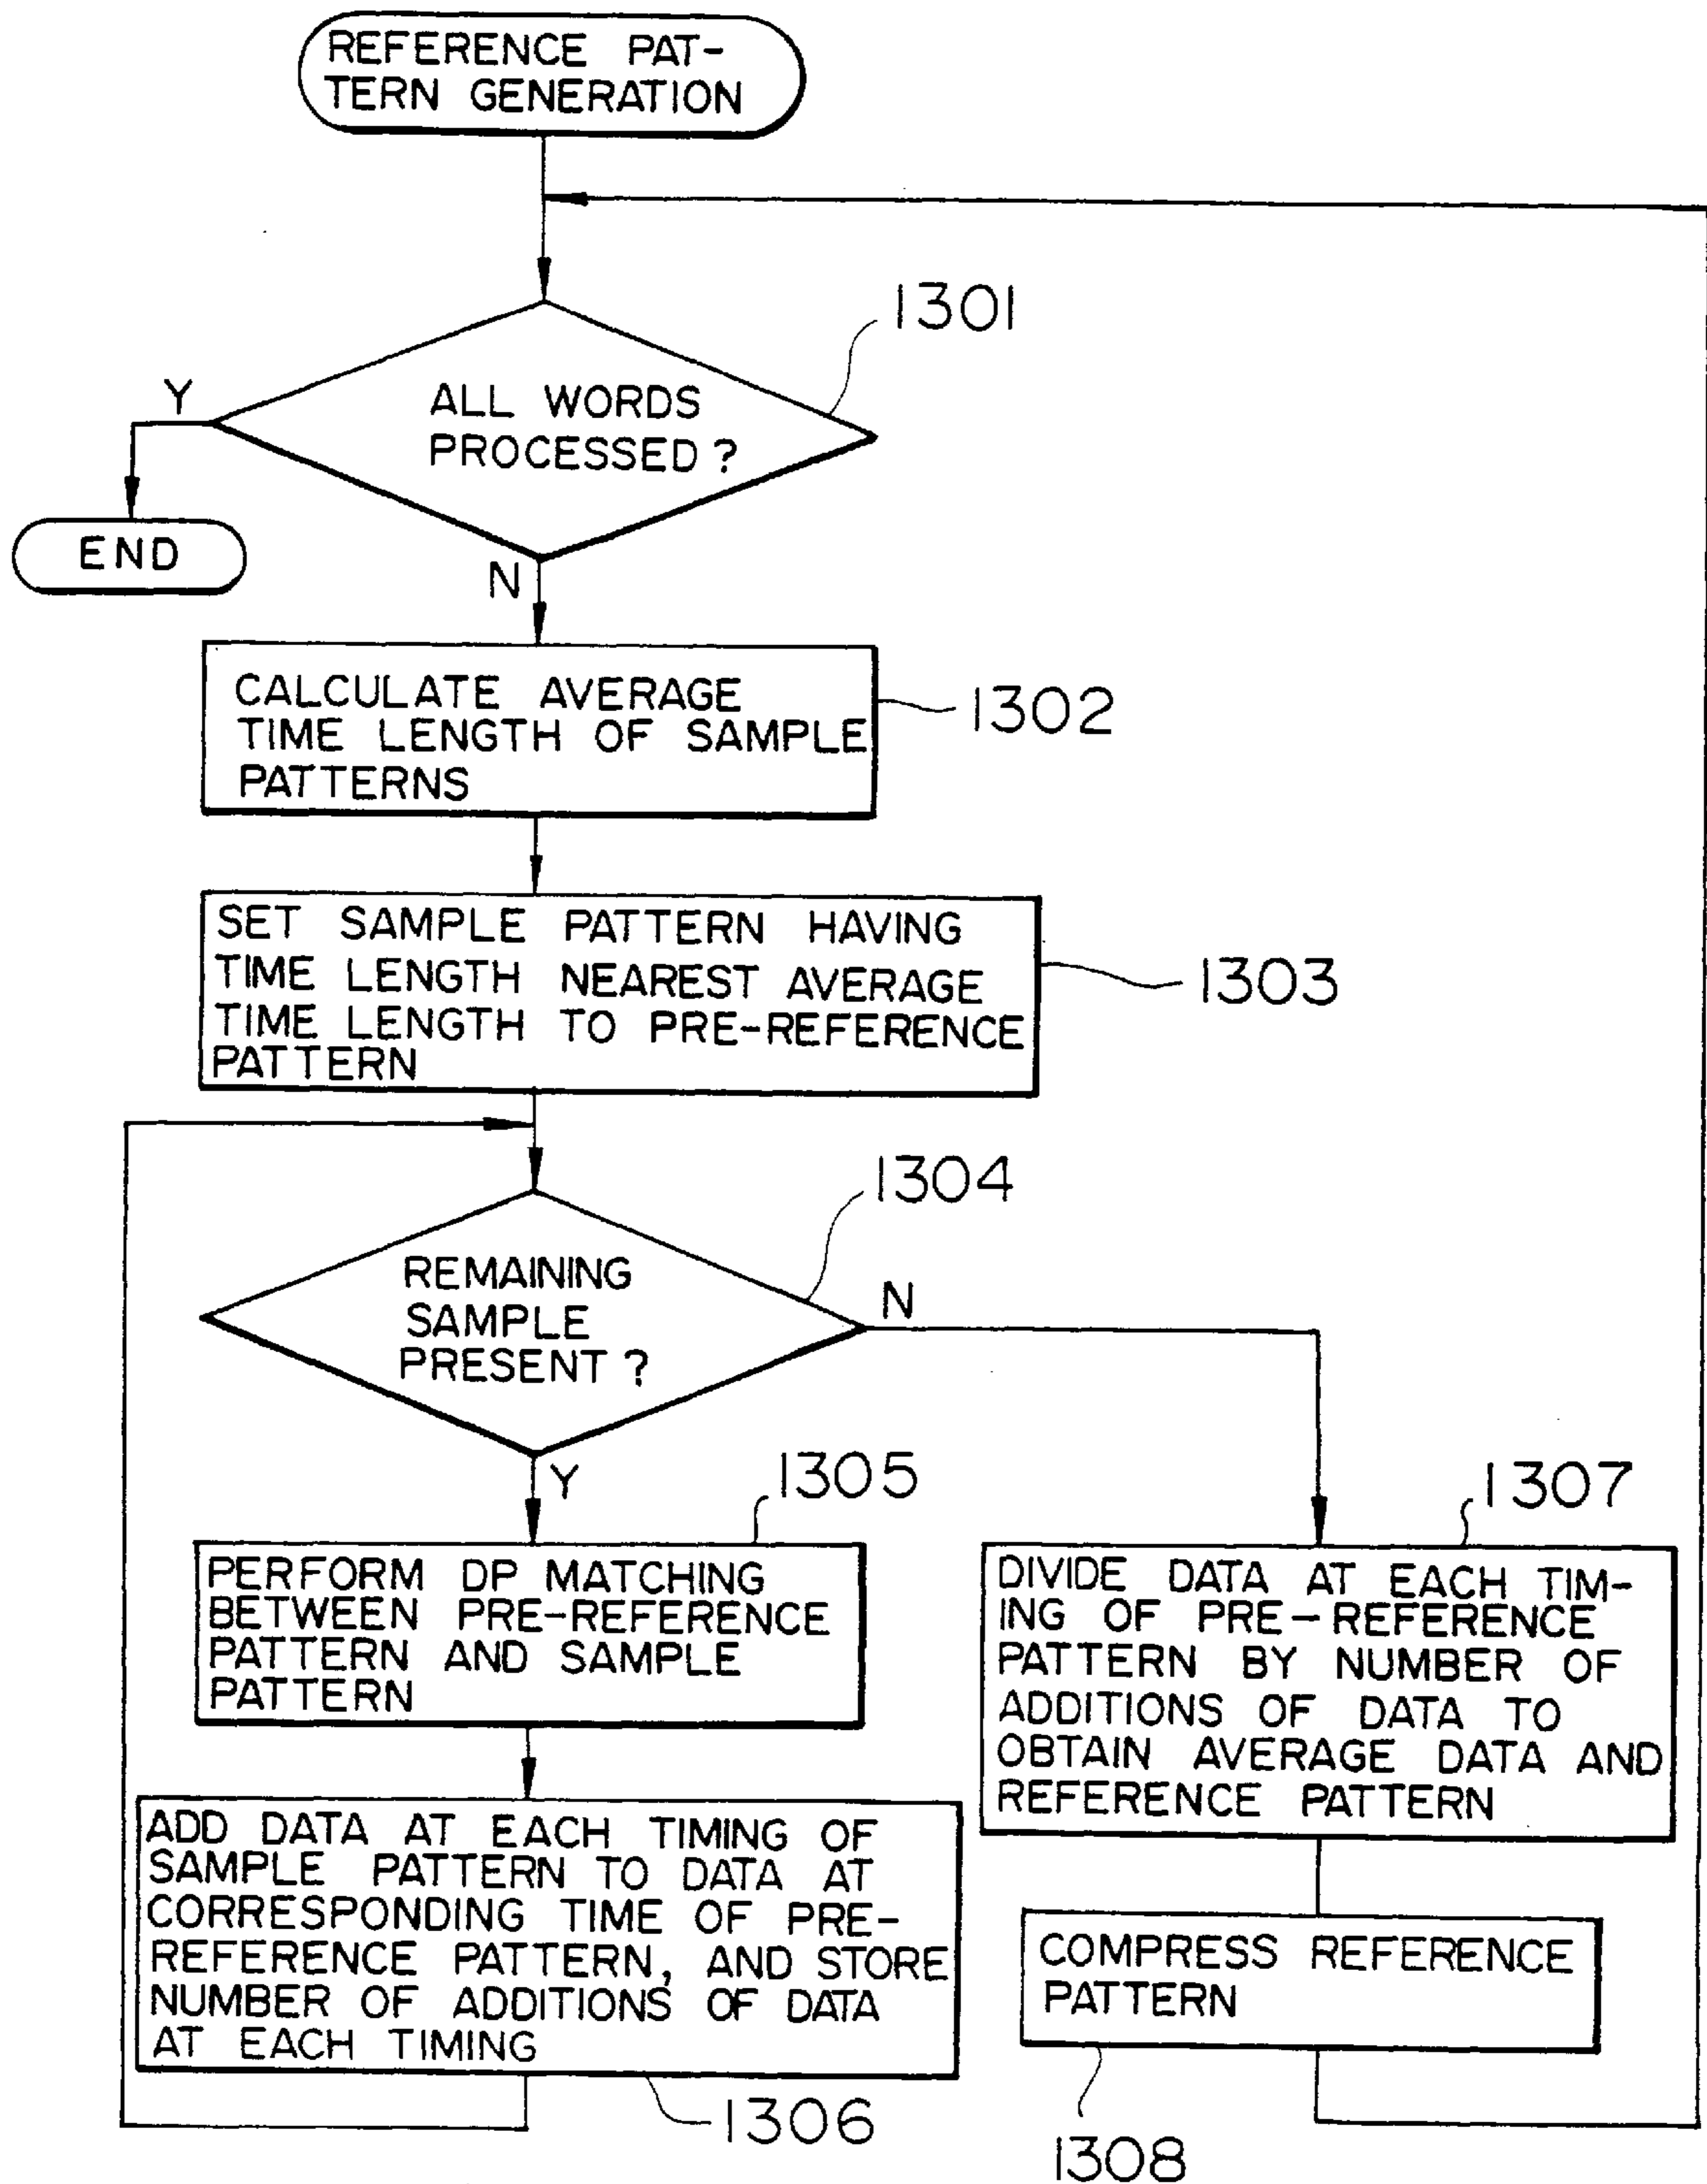 REFERENCE PAT-
TERN GENERATION
1301
Y
ALL WORDS
PROCESSED ?
END
N
CALCULATE AVERAGE
TIME LENGTH OF SAMPLE
PATTERNS
1302
SET SAMPLE PATTERN HAVING
TIME LENGTH NEAREST AVERAGE
TIME LENGTH TO PRE-REFERENCE
PATTERN
1303
1304
REMAINING
SAMPLE
PRESENT ?
N
Y
1305
PERFORM DP MATCHING
BETWEEN PRE-REFERENCE
PATTERN AND SAMPLE
PATTERN
1307
DIVIDE DATA AT EACH TIM-
ING OF PRE-REFERENCE
PATTERN BY NUMBER OF
ADDITIONS OF DATA TO
OBTAIN AVERAGE DATA AND
REFERENCE PATTERN
ADD DATA AT EACH TIMING OF
SAMPLE PATTERN TO DATA AT
CORRESPONDING TIME OF PRE-
REFERENCE PATTERN, AND STORE
NUMBER OF ADDITIONS OF DATA
AT EACH TIMING
1306
COMPRESS REFERENCE
PATTERN
1308